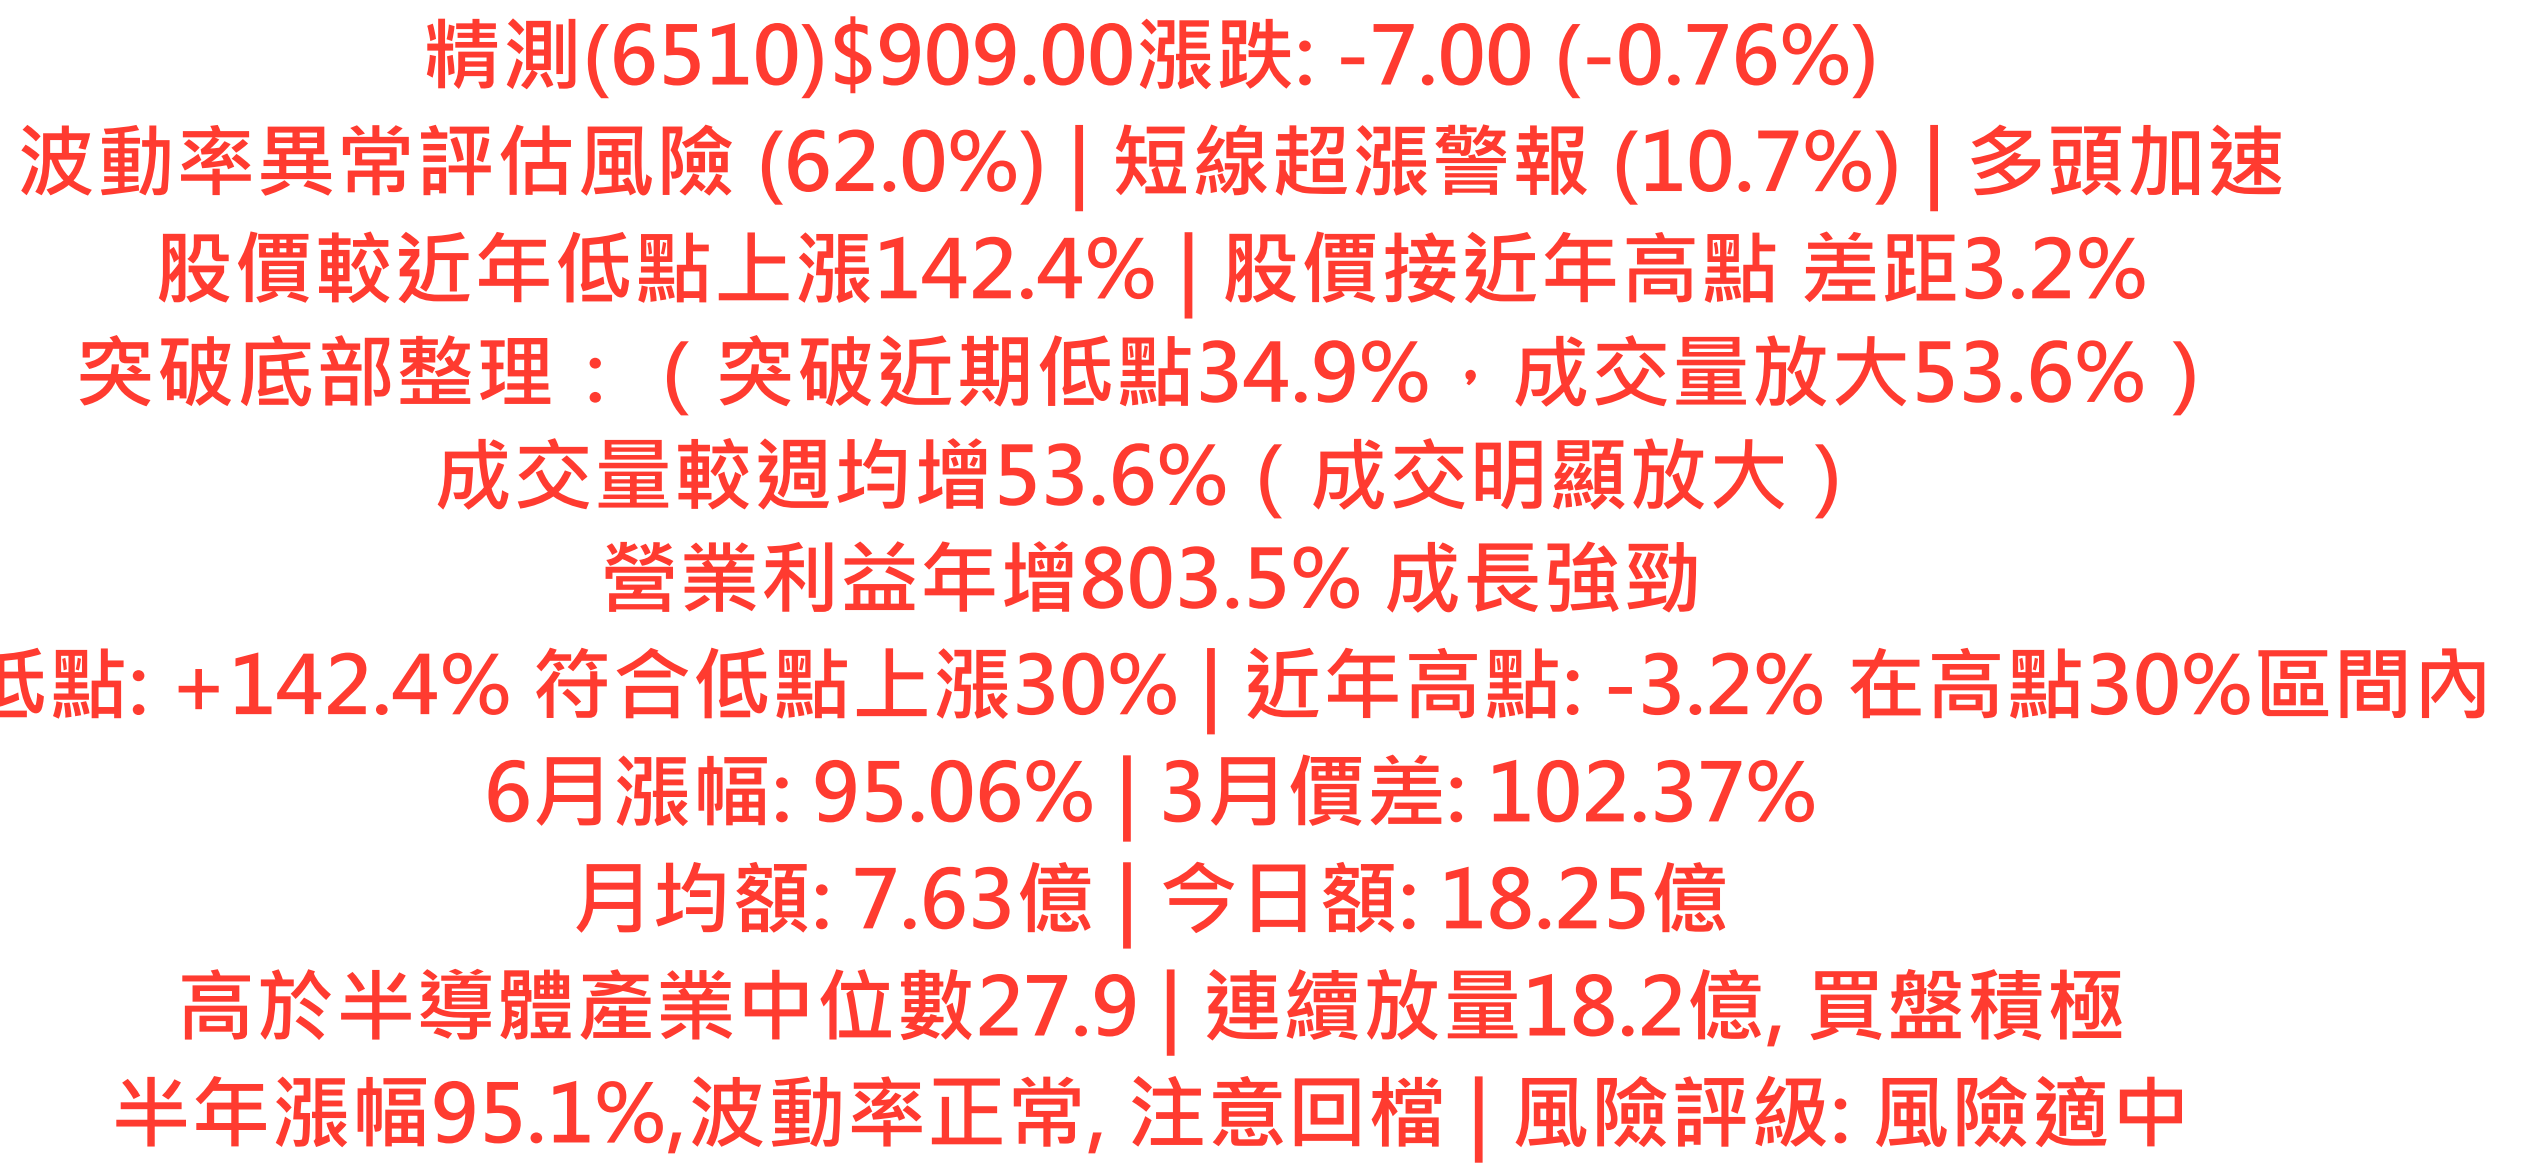 精測(6510)$909.00漲跌: -7.00 (-0.76%)
波動率異常評估風險 (62.0%) | 短線超漲警報 (10.7%) | 多頭加速
股價較近年低點上漲142.4% | 股價接近年高點 差距3.2%
突破底部整理：（突破近期低點34.9%，成交量放大53.6%）
成交量較週均增53.6%（成交明顯放大）
營業利益年增803.5% 成長強勁
低點: +142.4% 符合低點上漲30% | 近年高點: -3.2% 在高點30%區間內
6月漲幅: 95.06% | 3月價差: 102.37%
月均額: 7.63億 | 今日額: 18.25億
高於半導體產業中位數27.9 | 連續放量18.2億, 買盤積極
半年漲幅95.1%,波動率正常, 注意回檔 | 風險評級: 風險適中